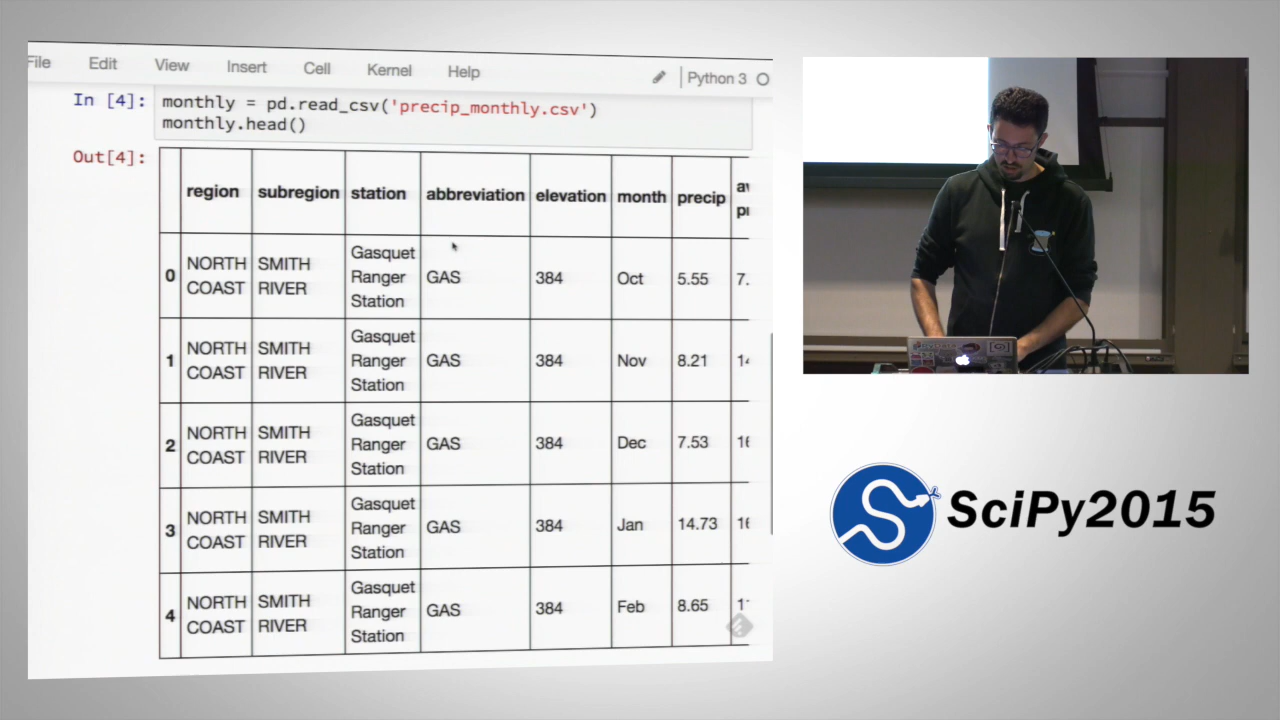 File Edit View Insert Cell Kernel Help Python 3
In [4]: monthly = pd.read_csv('precip_monthly.csv')
monthly.head()
Out[4]:
region subregion station abbreviation elevation month precip
0 NORTH COAST SMITH RIVER Gasquet Ranger Station GAS 384 Oct 5.55 7.
1 NORTH COAST SMITH RIVER Gasquet Ranger Station GAS 384 Nov 8.21
2 NORTH COAST SMITH RIVER Gasquet Ranger Station GAS 384 Dec 7.53
3 NORTH COAST SMITH RIVER Gasquet Ranger Station GAS 384 Jan 14.73
4 NORTH COAST SMITH RIVER Gasquet Ranger Station GAS 384 Feb 8.65
SciPy2015